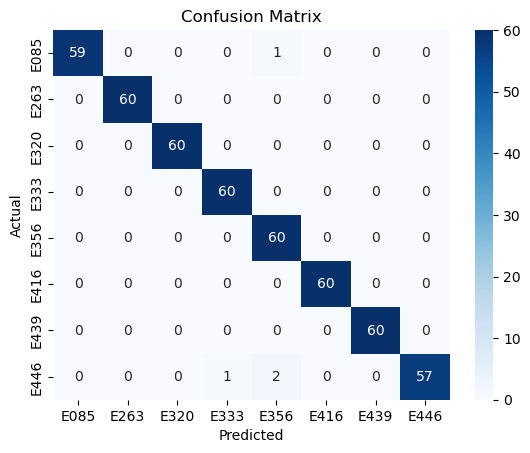 Confusion Matrix
Actual
E085 59 0 0 0 1 0 0 0
E263 0 60 0 0 0 0 0 0
E320 0 0 60 0 0 0 0 0
E333 0 0 0 60 0 0 0 0
E356 0 0 0 0 60 0 0 0
E416 0 0 0 0 0 60 0 0
E439 0 0 0 0 0 0 60 0
E446 0 0 0 1 2 0 0 57
E085 E263 E320 E333 E356 E416 E439 E446
Predicted
60
50
40
30
20
10
0